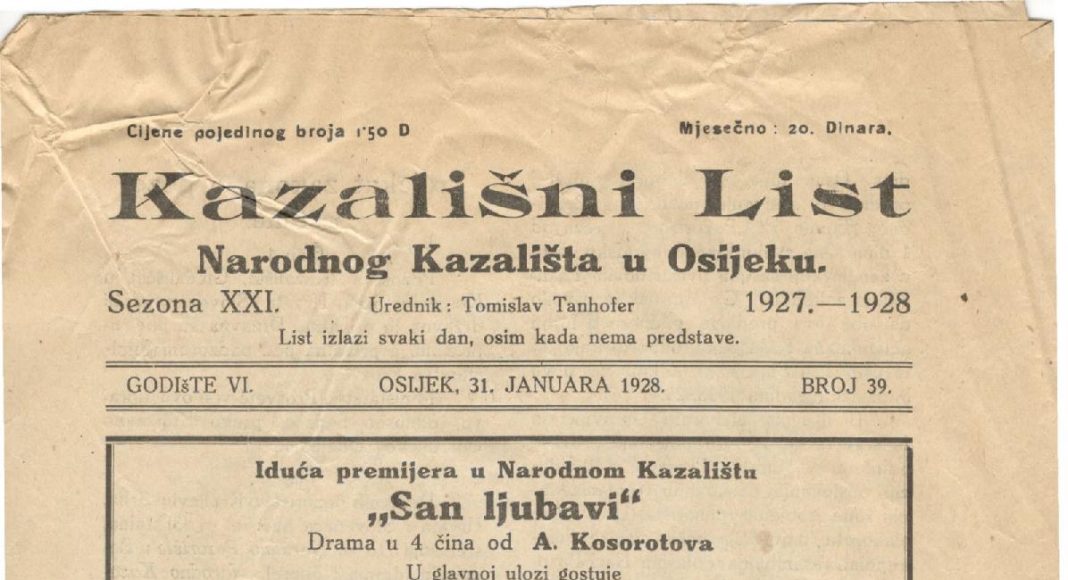 Cijene pojedinog broja 1·50 D Mjesečno : 20. Dinara.
Kazališni List
Narodnog Kazališta u Osijeku.
Sezona XXI. Urednik: Tomislav Tanhofer 1927.—1928
List izlazi svaki dan, osim kada nema predstave.
GODIŠTE VI. OSIJEK, 31. JANUARA 1928. BROJ 39.
Iduća premijera u Narodnom Kazalištu
„San ljubavi“
Drama u 4 čina od A. Kosorotova
U glavnoj ulozi gostuje